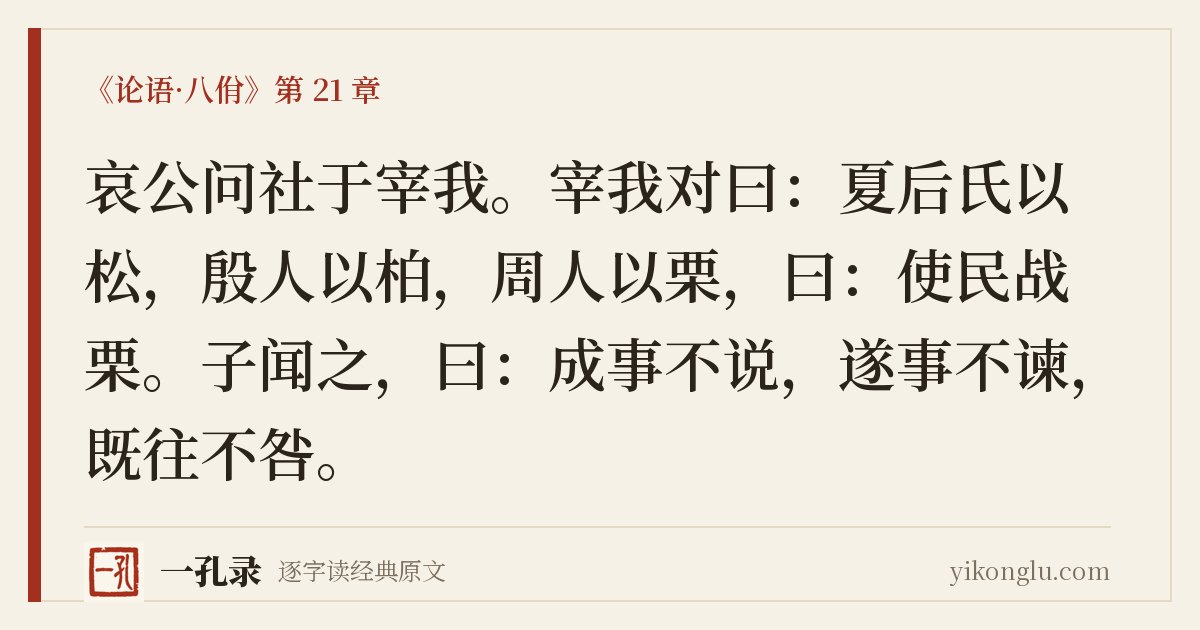 《论语·八佾》第 21 章
哀公问社于宰我。宰我对曰：夏后氏以
松，殷人以柏，周人以栗，曰：使民战
栗。子闻之，曰：成事不说，遂事不谏，
既往不咎。
一孔
一孔录 逐字读经典原文 yikonglu.com